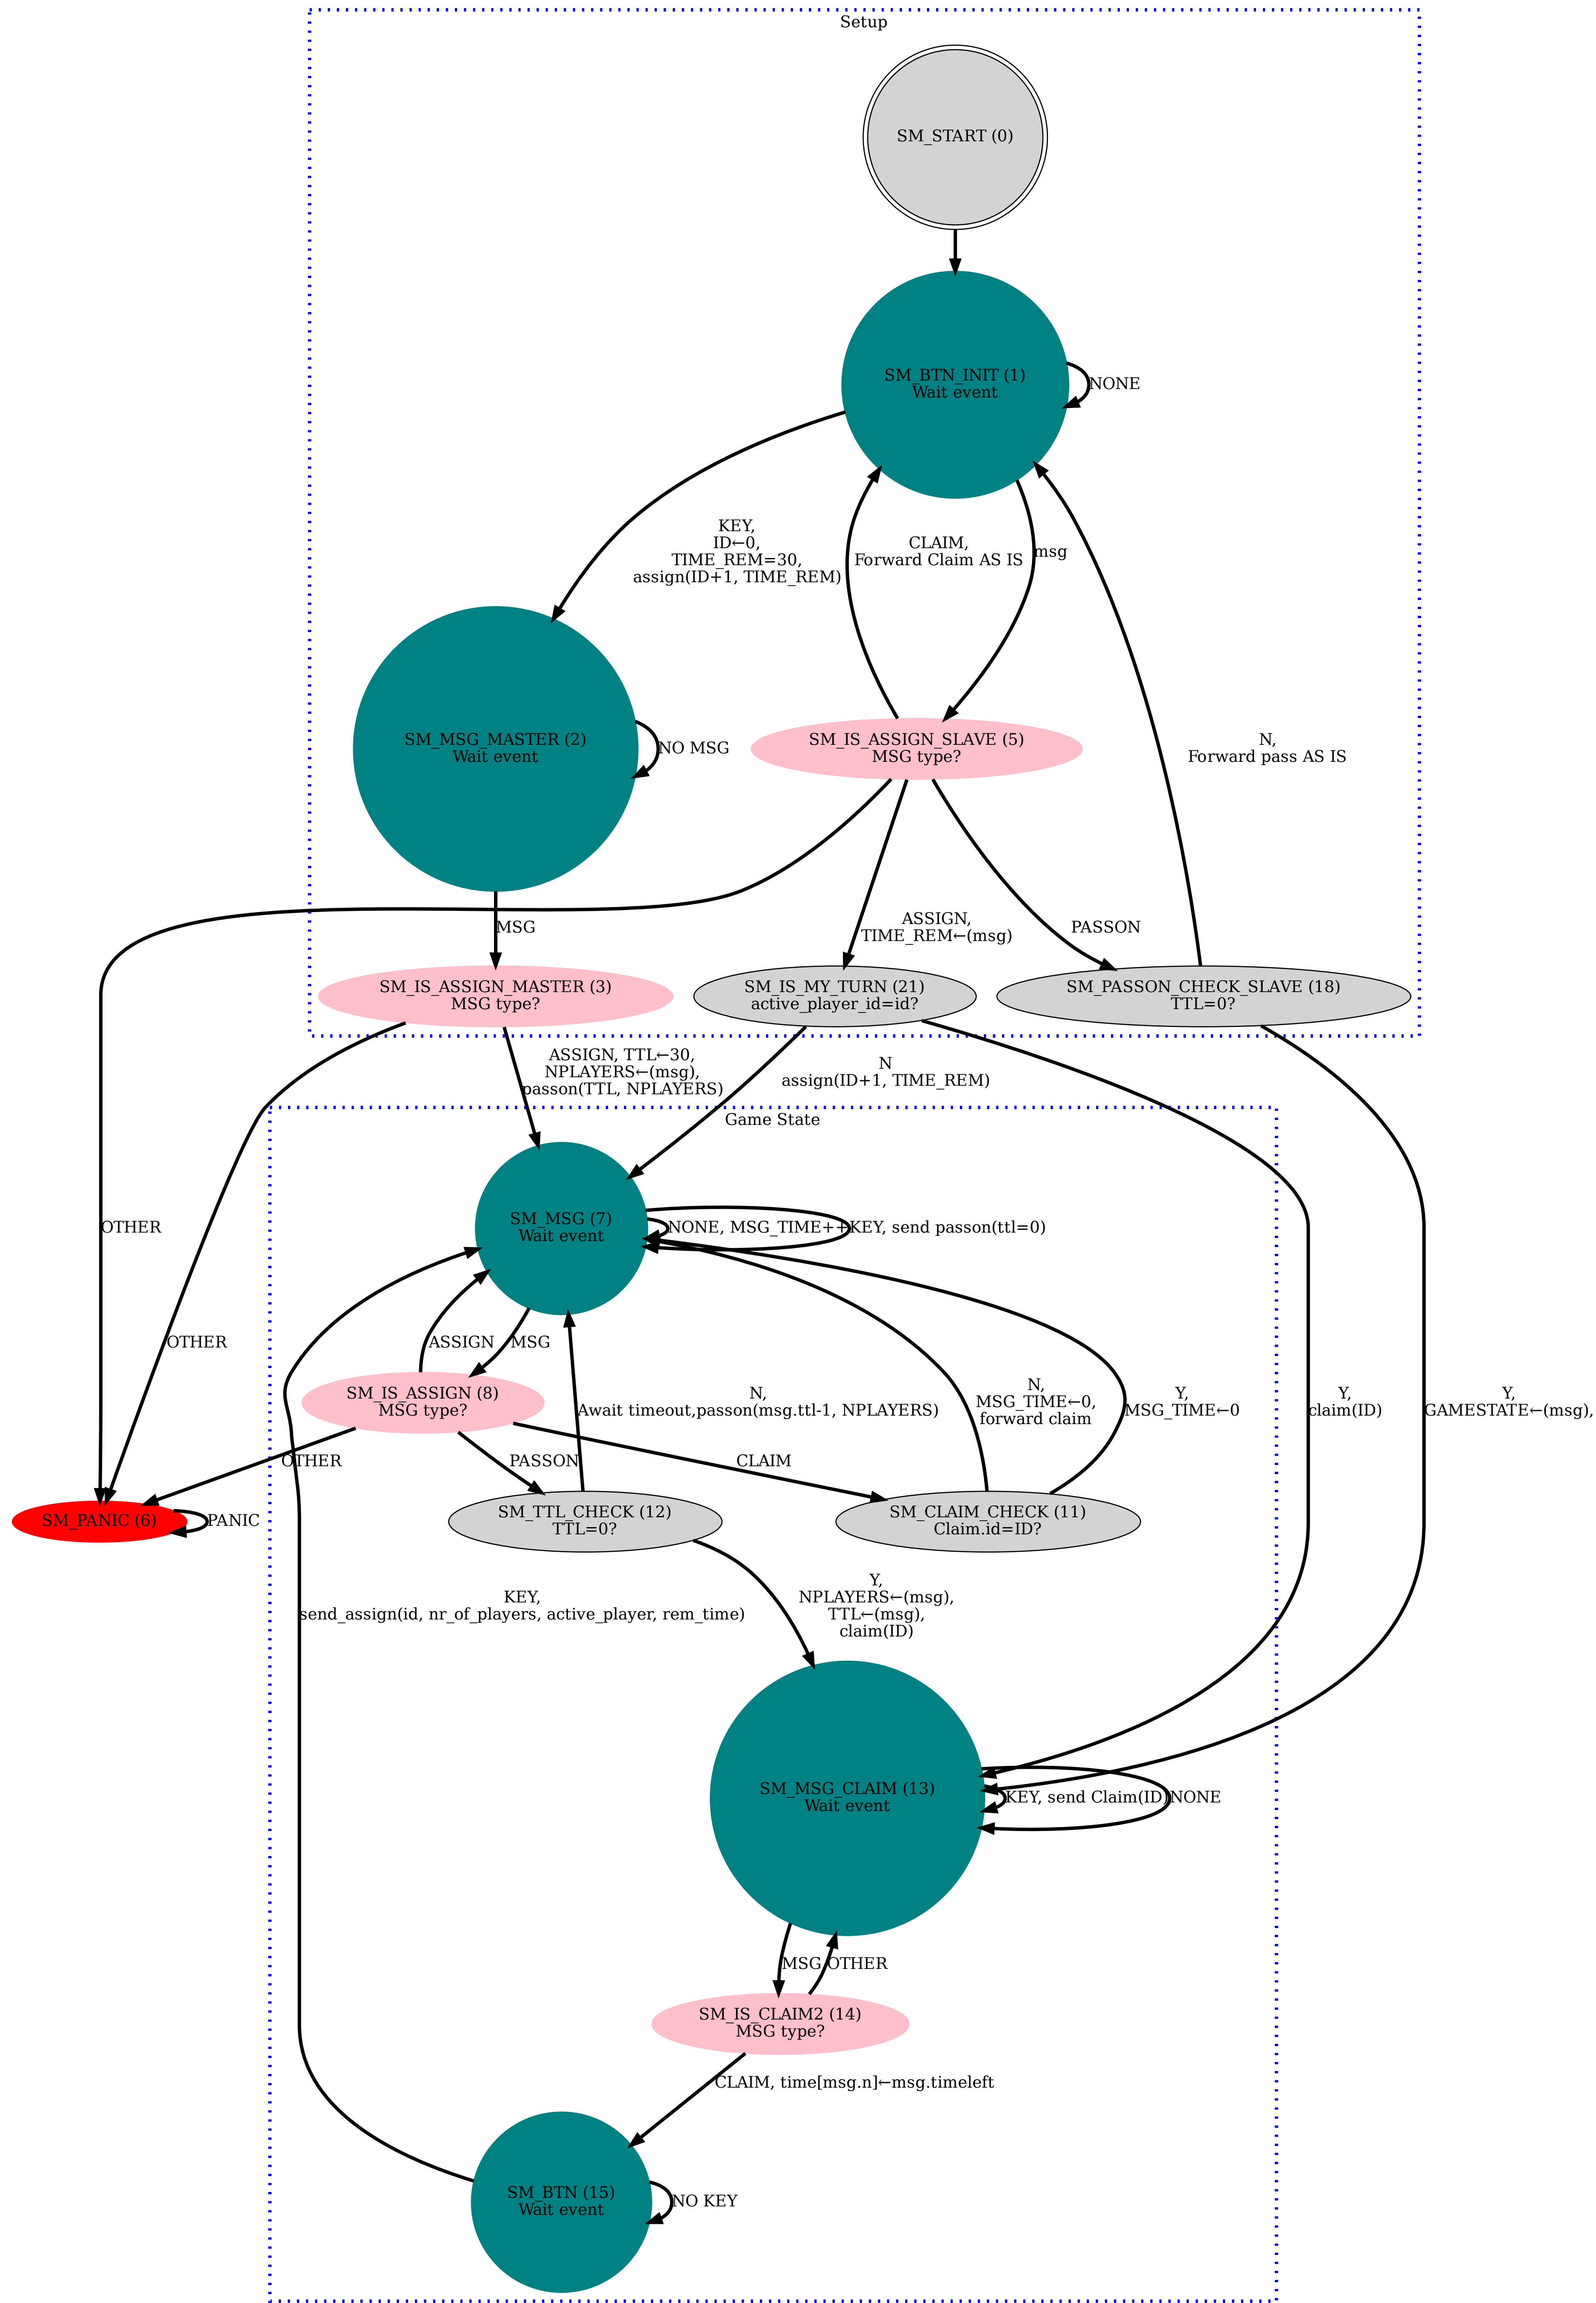 Setup
SM_START (0)
SM_BTN_INIT (1)
Wait event
NONE
KEY,
ID←0,
TIME_REM=30,
assign(ID+1, TIME_REM)
CLAIM,
Forward Claim AS IS
msg
SM_MSG_MASTER (2)
Wait event
NO MSG
SM_IS_ASSIGN_SLAVE (5)
MSG type?
N,
Forward pass AS IS
MSG
ASSIGN,
TIME_REM←(msg)
PASSON
SM_IS_ASSIGN_MASTER (3)
MSG type?
SM_IS_MY_TURN (21)
active_player_id=id?
SM_PASSON_CHECK_SLAVE (18)
TTL=0?
ASSIGN, TTL←30,
NPLAYERS←(msg),
passon(TTL, NPLAYERS)
N
assign(ID+1, TIME_REM)
Game State
OTHER
SM_MSG (7)
Wait event
NONE, MSG_TIME++
KEY, send passon(ttl=0)
OTHER
ASSIGN
MSG
SM_IS_ASSIGN (8)
MSG type?
N,
Await timeout,passon(msg.ttl-1, NPLAYERS)
N,
MSG_TIME←0,
forward claim
Y,
MSG_TIME←0
Y,
claim(ID)
Y,
GAMESTATE←(msg),
OTHER
PASSON
CLAIM
SM_PANIC (6)
PANIC
SM_TTL_CHECK (12)
TTL=0?
SM_CLAIM_CHECK (11)
Claim.id=ID?
KEY,
send_assign(id, nr_of_players, active_player, rem_time)
Y,
NPLAYERS←(msg),
TTL←(msg),
claim(ID)
SM_MSG_CLAIM (13)
Wait event
KEY, send Claim(ID)
NONE
MSG
OTHER
SM_IS_CLAIM2 (14)
MSG type?
CLAIM, time[msg.n]←msg.timeleft
SM_BTN (15)
Wait event
NO KEY